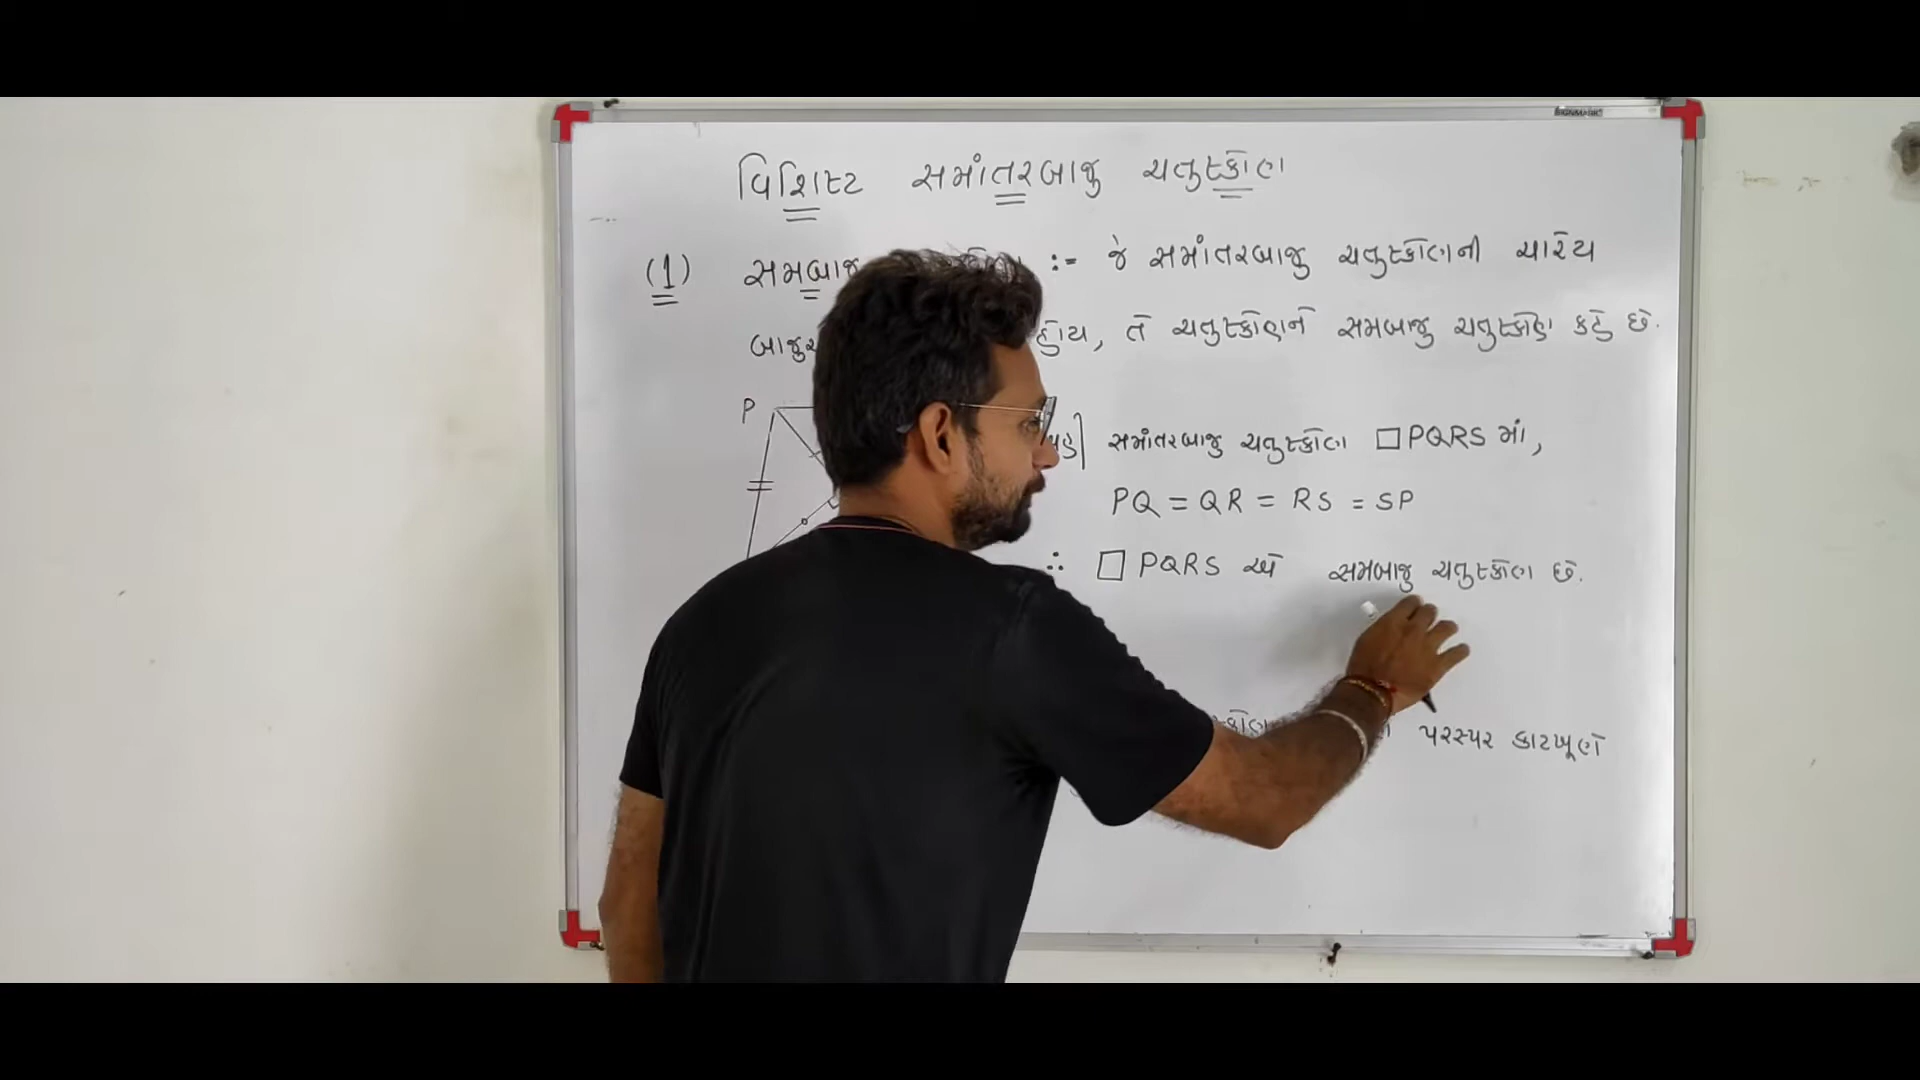 વિશિષ્ટ સમાંતરબાજુ ચતુષ્કોણ
(1) સમબાજુ := જે સમાંતરબાજુ ચતુષ્કોણની ચારેય
હોય, તે ચતુષ્કોણને સમબાજુ ચતુષ્કોણ કહે છે.
P
સમાંતરબાજુ ચતુષ્કોણ □PQRS માં,
PQ = QR = RS = SP
∴ □ PQRS એ સમબાજુ ચતુષ્કોણ છે.
પરસ્પર કાટખૂણે